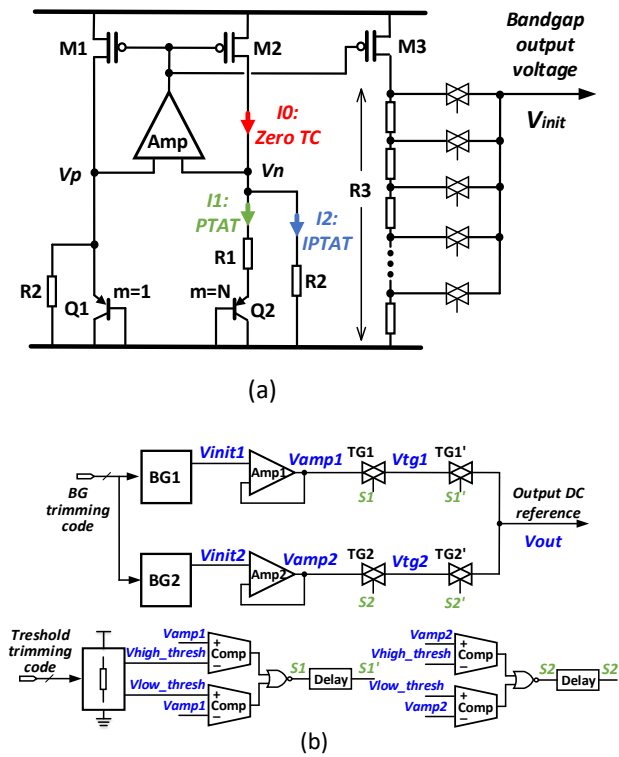 M1
M2
M3
Bandgap
output
voltage
Vinit
I0:
Zero TC
Amp
Vp
Vn
I1:
PTAT
I2:
IPTAT
R3
R1
R2
R2
m=1
m=N
Q1
Q2
(a)
BG
trimming
code
BG1
Vinit1
Amp1
Vamp1
TG1
S1
Vtg1
TG1'
S1'
BG2
Vinit2
Amp2
Vamp2
TG2
S2
Vtg2
TG2'
S2'
Output DC
reference
Vout
Treshold
trimming
code
Vamp1
+
Vhigh_thresh
−
Comp
Vlow_thresh
+
Vamp1
−
Comp
S1
Delay
S1'
Vamp2
+
Vhigh_thresh
−
Comp
Vlow_thresh
+
Vamp2
−
Comp
S2
Delay
S2
(b)